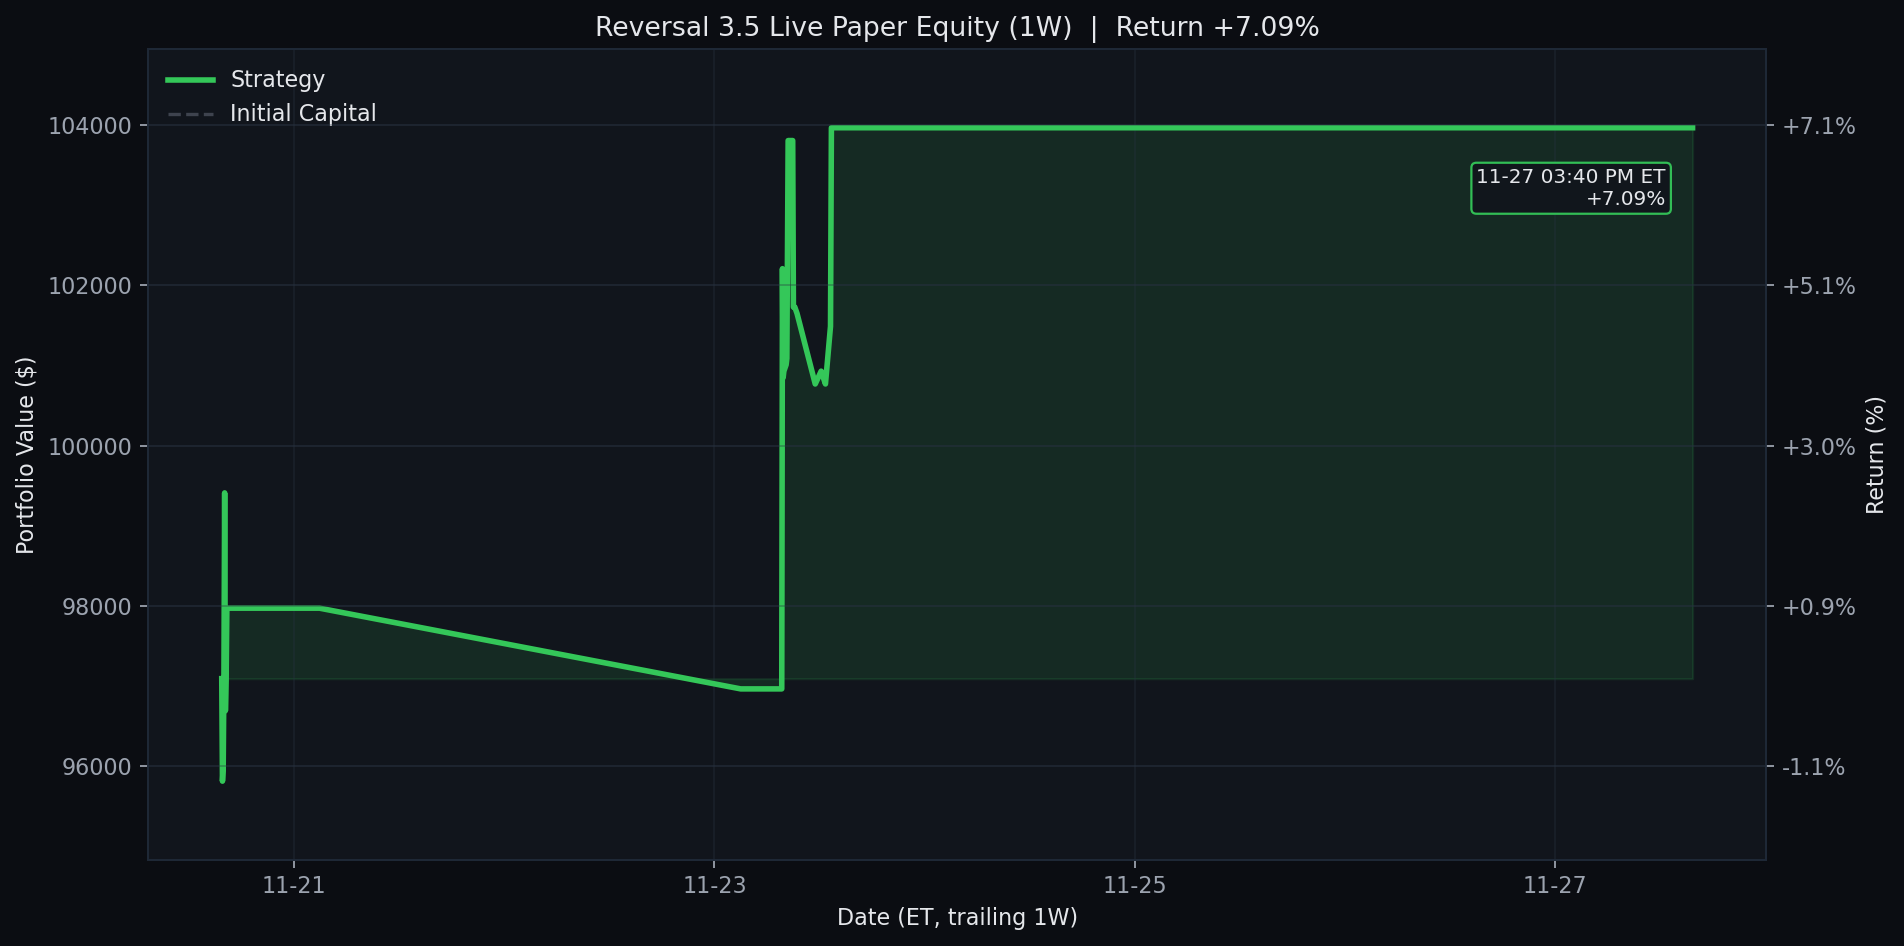 Reversal 3.5 Live Paper Equity (1W)  |  Return +7.09%
Strategy
Initial Capital
104000
102000
100000
98000
96000
Portfolio Value ($)
+7.1%
+5.1%
+3.0%
+0.9%
-1.1%
Return (%)
11-27 03:40 PM ET
+7.09%
11-21
11-23
11-25
11-27
Date (ET, trailing 1W)